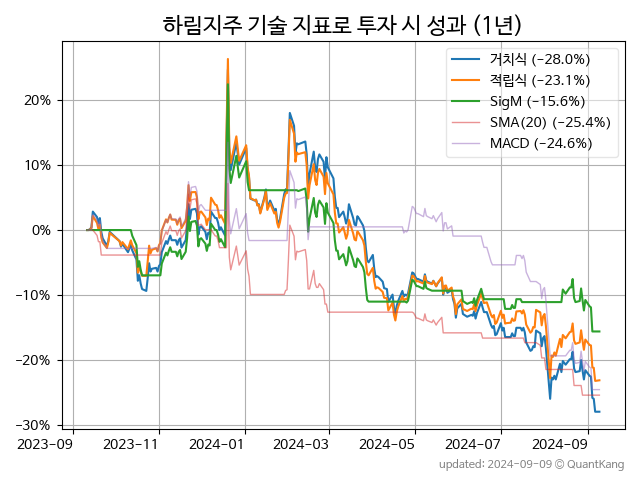 하림지주 기술 지표로 투자 시 성과 (1년)
거치식 (−28.0%)
적립식 (−23.1%)
SigM (−15.6%)
SMA(20) (−25.4%)
MACD (−24.6%)
20%
10%
0%
−10%
−20%
−30%
2023-09 2023-11 2024-01 2024-03 2024-05 2024-07 2024-09
updated: 2024-09-09 © QuantKang